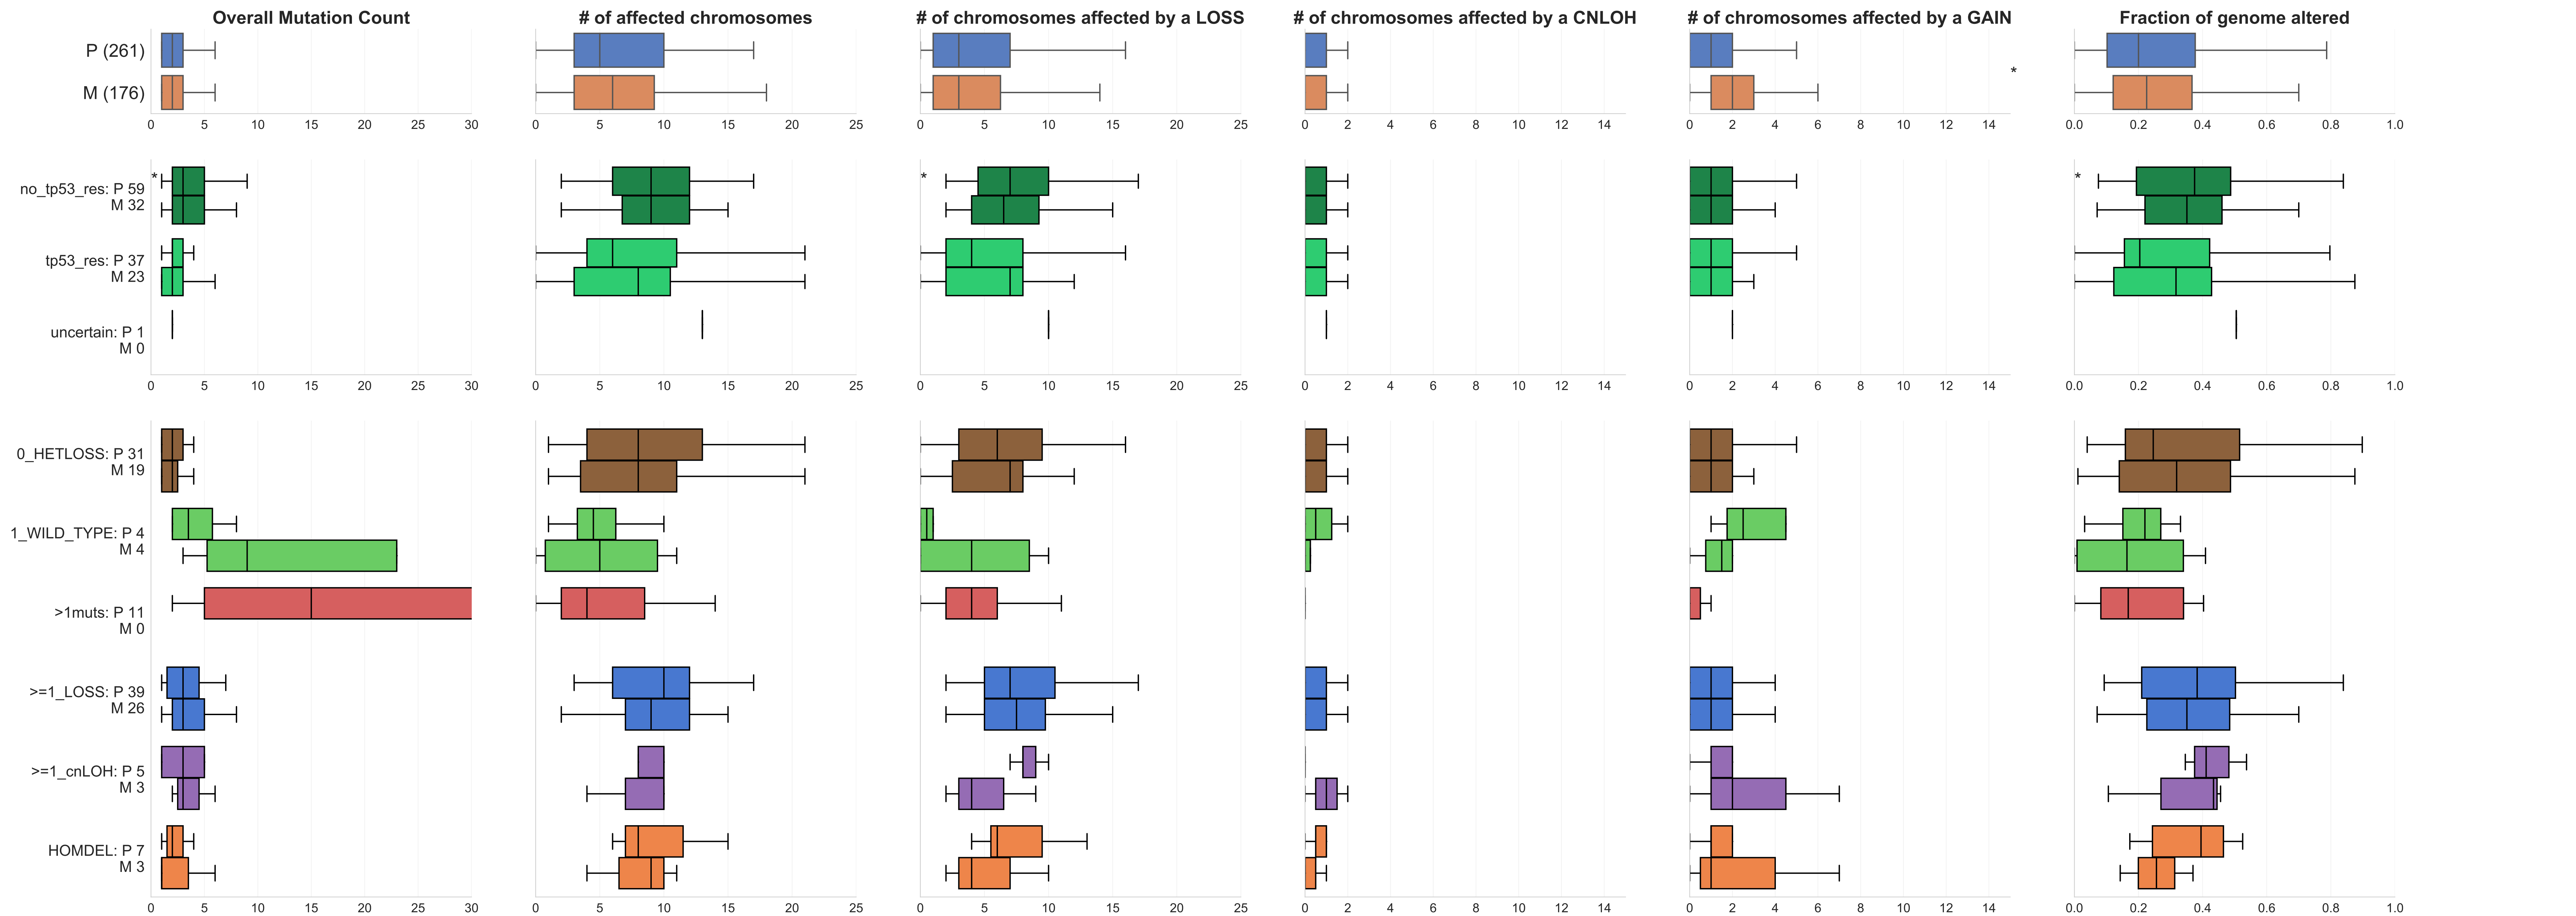 Overall Mutation Count
# of affected chromosomes
# of chromosomes affected by a LOSS
# of chromosomes affected by a CNLOH
# of chromosomes affected by a GAIN
Fraction of genome altered
P (261)
M (176)
*
0 5 10 15 20 25 30
0 5 10 15 20 25
0 5 10 15 20 25
0 2 4 6 8 10 12 14
0 2 4 6 8 10 12 14
0.0 0.2 0.4 0.6 0.8 1.0
no_tp53_res: P 59
M 32
*
*
*
tp53_res: P 37
M 23
uncertain: P 1
M 0
0 5 10 15 20 25 30
0 5 10 15 20 25
0 5 10 15 20 25
0 2 4 6 8 10 12 14
0 2 4 6 8 10 12 14
0.0 0.2 0.4 0.6 0.8 1.0
0_HETLOSS: P 31
M 19
1_WILD_TYPE: P 4
M 4
>1muts: P 11
M 0
>=1_LOSS: P 39
M 26
>=1_cnLOH: P 5
M 3
HOMDEL: P 7
M 3
0 5 10 15 20 25 30
0 5 10 15 20 25
0 5 10 15 20 25
0 2 4 6 8 10 12 14
0 2 4 6 8 10 12 14
0.0 0.2 0.4 0.6 0.8 1.0